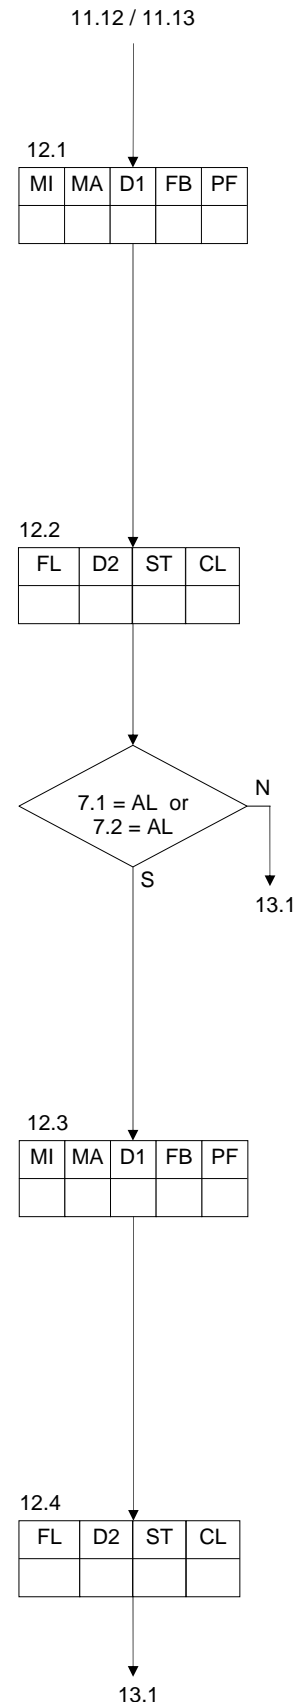 11.12 / 11.13
12.1
MI MA D1 FB PF
12.2
FL D2 ST CL
7.1 = AL or
7.2 = AL
N
S
13.1
12.3
MI MA D1 FB PF
12.4
FL D2 ST CL
13.1